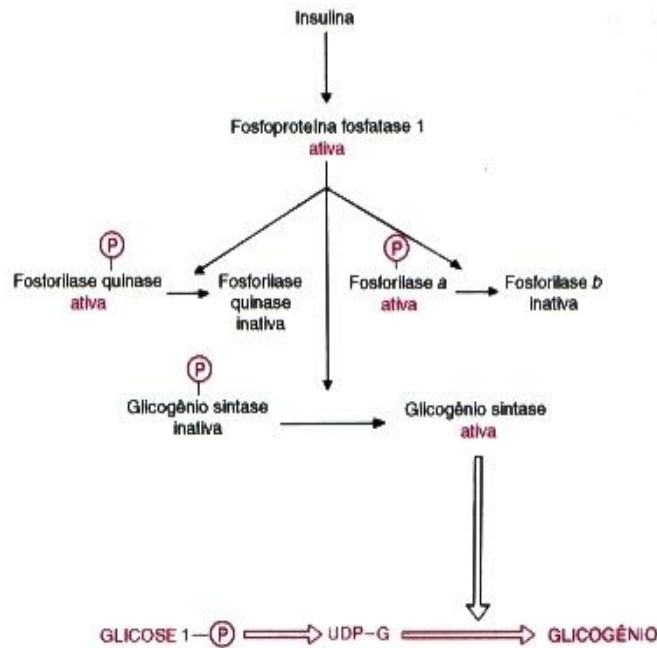 Insulina
Fosfoproteína fosfatase 1
ativa
P
Fosforilase quinase
ativa
Fosforilase
quinase
inativa
P
Fosforilase a
ativa
Fosforilase b
inativa
P
Glicogênio sintase
inativa
Glicogênio sintase
ativa
GLICOSE 1—P
UDP–G
GLICOGÊNIO